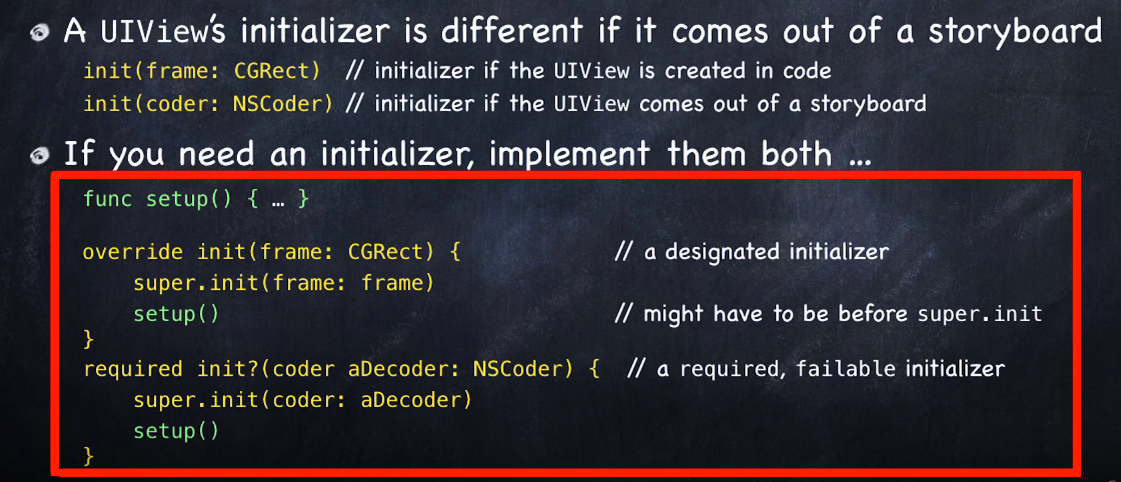 A UIView's initializer is different if it comes out of a storyboard
init(frame: CGRect) // initializer if the UIView is created in code
init(coder: NSCoder) // initializer if the UIView comes out of a storyboard
If you need an initializer, implement them both ...
func setup() { … }
override init(frame: CGRect) { // a designated initializer
super.init(frame: frame)
setup() // might have to be before super.init
}
required init?(coder aDecoder: NSCoder) { // a required, failable initializer
super.init(coder: aDecoder)
setup()
}